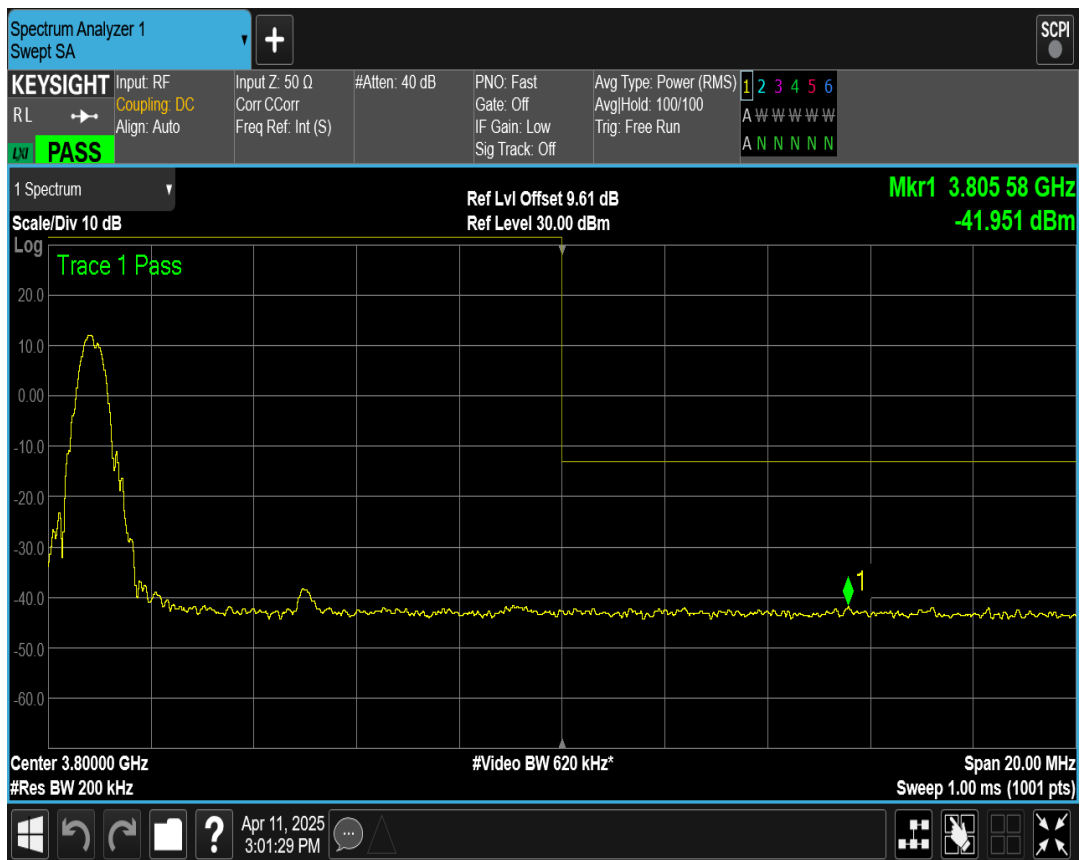 Spectrum Analyzer 1
Swept SA
+
SCPI
KEYSIGHT
RL
LXI
PASS
Input: RF
Coupling: DC
Align: Auto
Input Z: 50 Ω
Corr CCorr
Freq Ref: Int (S)
#Atten: 40 dB
PNO: Fast
Gate: Off
IF Gain: Low
Sig Track: Off
Avg Type: Power (RMS)
Avg|Hold: 100/100
Trig: Free Run
1 2 3 4 5 6
A W W W W W
A N N N N N
1 Spectrum
Scale/Div 10 dB
Ref Lvl Offset 9.61 dB
Ref Level 30.00 dBm
Mkr1 3.805 58 GHz
-41.951 dBm
Log
Trace 1 Pass
20.0
10.0
0.00
-10.0
-20.0
-30.0
-40.0
-50.0
-60.0
1
Center 3.80000 GHz
#Res BW 200 kHz
#Video BW 620 kHz*
Span 20.00 MHz
Sweep 1.00 ms (1001 pts)
?
Apr 11, 2025
3:01:29 PM